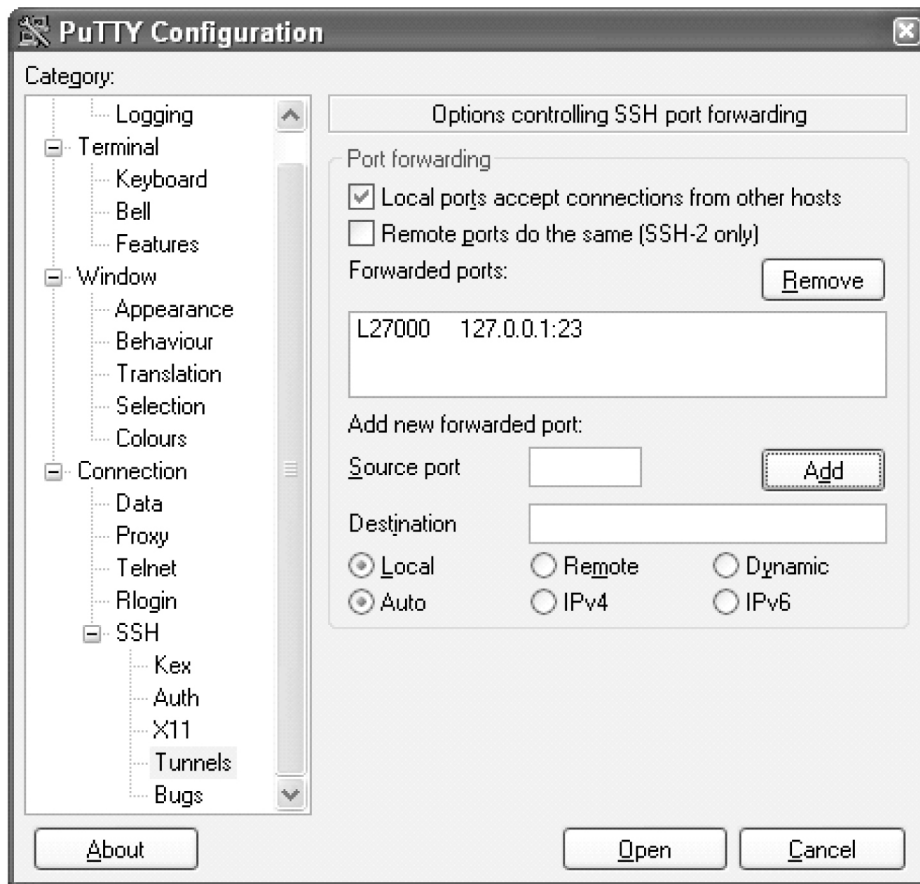 PuTTY Configuration
Category:
Logging
Terminal
Keyboard
Bell
Features
Window
Appearance
Behaviour
Translation
Selection
Colours
Connection
Data
Proxy
Telnet
Rlogin
SSH
Kex
Auth
X11
Tunnels
Bugs
Options controlling SSH port forwarding
Port forwarding
Local ports accept connections from other hosts
Remote ports do the same (SSH-2 only)
Forwarded ports:
Remove
L27000 127.0.0.1:23
Add new forwarded port:
Source port
Add
Destination
Local Remote Dynamic
Auto IPv4 IPv6
About Open Cancel